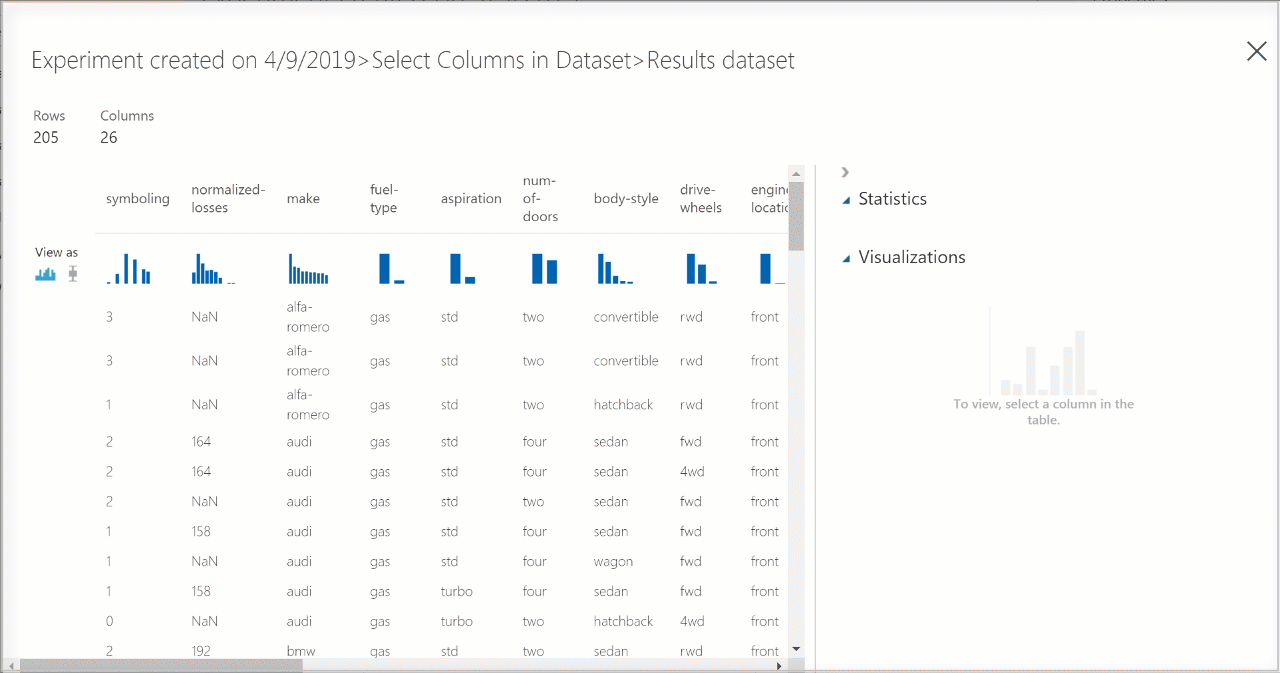 Experiment created on 4/9/2019>Select Columns in Dataset>Results dataset
Rows Columns
205 26
symboling normalized-losses make fuel-type aspiration num-of-doors body-style drive-wheels
View as
3 NaN alfa-romero gas std two convertible rwd front
3 NaN alfa-romero gas std two convertible rwd front
1 NaN alfa-romero gas std two hatchback rwd front
2 164 audi gas std four sedan fwd front
2 164 audi gas std four sedan 4wd front
2 NaN audi gas std two sedan fwd front
1 158 audi gas std four sedan fwd front
1 NaN audi gas std four wagon fwd front
1 158 audi gas turbo four sedan fwd front
0 NaN audi gas turbo two hatchback 4wd front
2 192 bmw gas std two sedan rwd front
Statistics
Visualizations
To view, select a column in the
table.